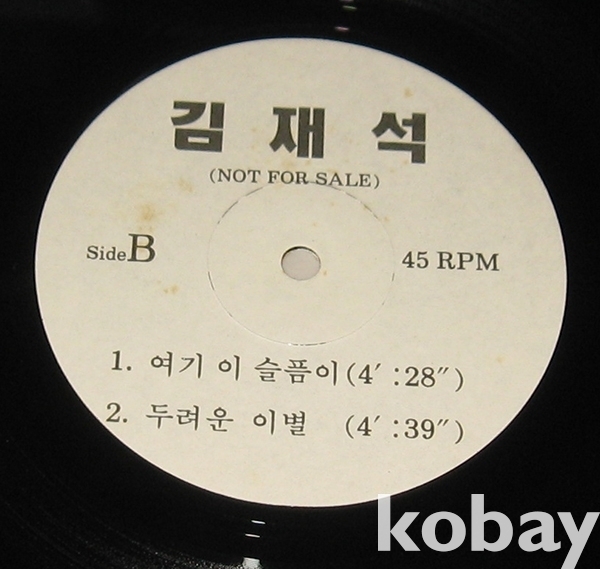 김 재 석
(NOT FOR SALE)
Side B
45 RPM
1. 여기 이 슬픔이 (4′ :28″)
2. 두려운 이별 (4′ :39″)
kobay